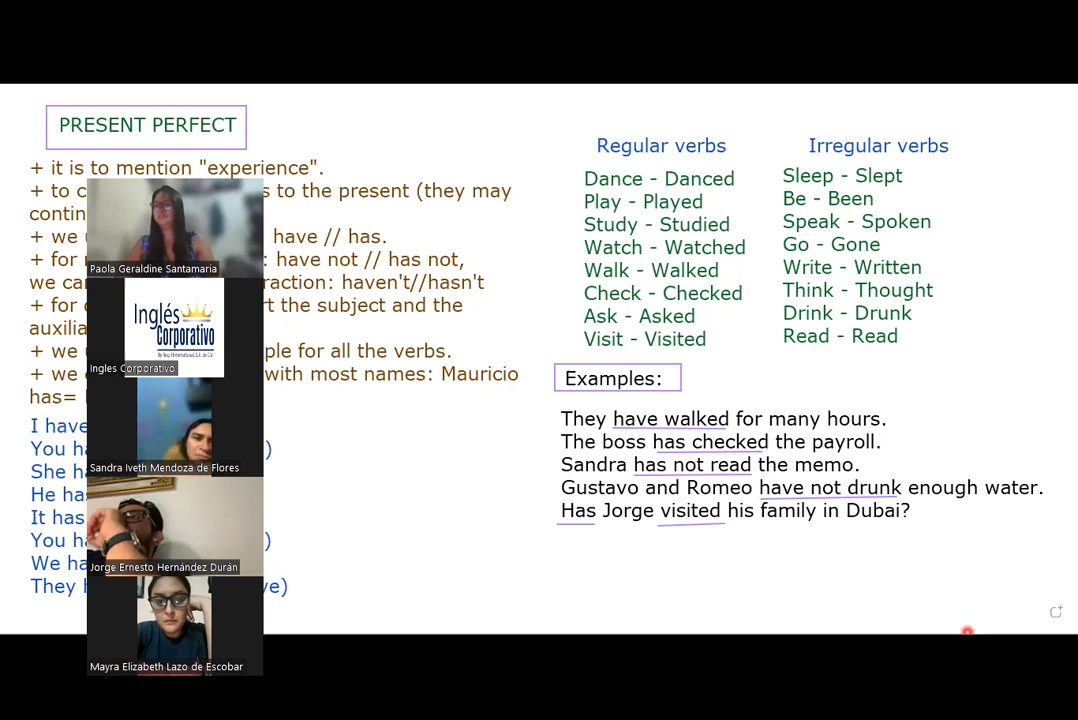 PRESENT PERFECT
+ it is to mention "experience".
+ to c s to the present (they may
contin
+ we have // has.
+ for : have not // has not,
we ca raction: haven't//hasn't
+ for rt the subject and the
auxilia
+ we ple for all the verbs.
+ we with most names: Mauricio
has=
I have
You ha )
She ha
He has
It has
You ha )
We ha
They ve)
Paola Geraldine Santamaria
Inglés
Corporativo
Ingles Corporativo
Sandra Iveth Mendoza de Flores
Jorge Ernesto Hernández Durán
Mayra Elizabeth Lazo de Escobar
Regular verbs
Dance - Danced
Play - Played
Study - Studied
Watch - Watched
Walk - Walked
Check - Checked
Ask - Asked
Visit - Visited
Irregular verbs
Sleep - Slept
Be - Been
Speak - Spoken
Go - Gone
Write - Written
Think - Thought
Drink - Drunk
Read - Read
Examples:
They have walked for many hours.
The boss has checked the payroll.
Sandra has not read the memo.
Gustavo and Romeo have not drunk enough water.
Has Jorge visited his family in Dubai?